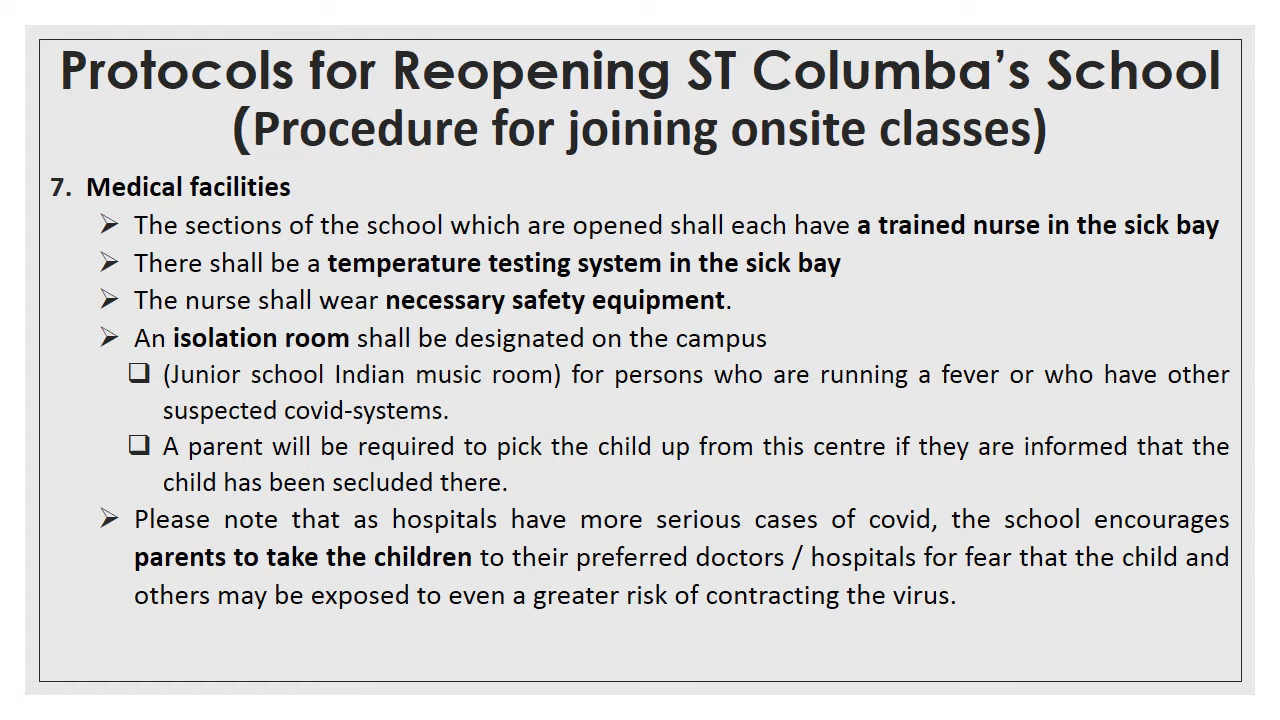 Protocols for Reopening ST Columba’s School
(Procedure for joining onsite classes)
7. Medical facilities
➢ The sections of the school which are opened shall each have a trained nurse in the sick bay
➢ There shall be a temperature testing system in the sick bay
➢ The nurse shall wear necessary safety equipment.
➢ An isolation room shall be designated on the campus
❑ (Junior school Indian music room) for persons who are running a fever or who have other
suspected covid-systems.
❑ A parent will be required to pick the child up from this centre if they are informed that the
child has been secluded there.
➢ Please note that as hospitals have more serious cases of covid, the school encourages
parents to take the children to their preferred doctors / hospitals for fear that the child and
others may be exposed to even a greater risk of contracting the virus.